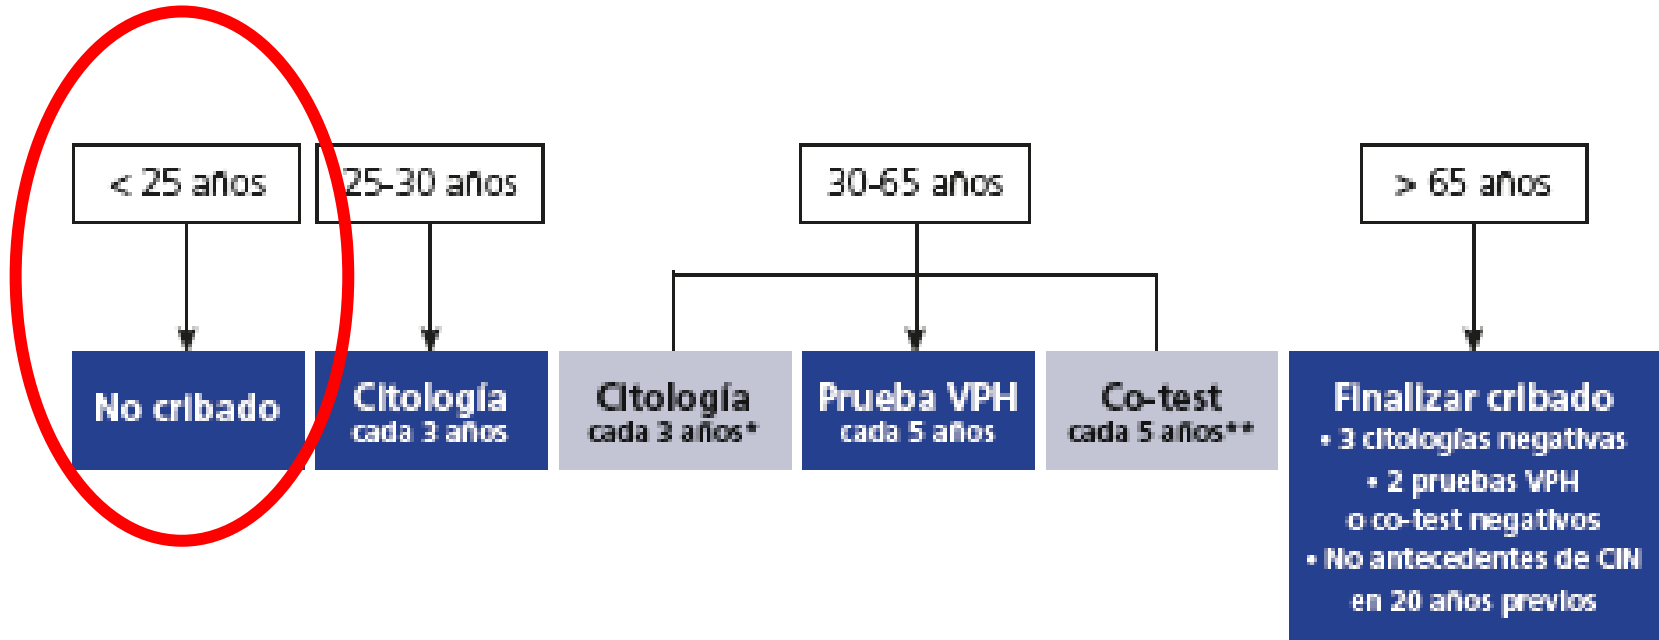 < 25 años
25-30 años
30-65 años
> 65 años
No cribado
Citología
cada 3 años
Citología
cada 3 años*
Prueba VPH
cada 5 años
Co-test
cada 5 años**
Finalizar cribado
• 3 citologías negativas
• 2 pruebas VPH
o co-test negativos
• No antecedentes de CIN
en 20 años previos